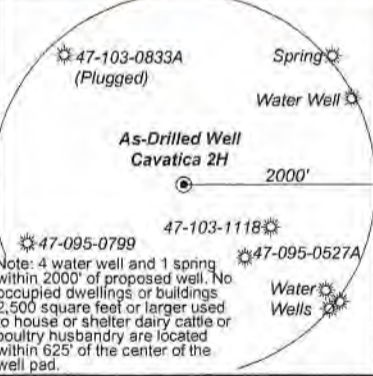 47-103-0833A
(Plugged)
Spring
Water Well
As-Drilled Well
Cavatica 2H
2000'
47-103-1118
47-095-0799
47-095-0527A
Note: 4 water well and 1 spring
within 2000' of proposed well. No
occupied dwellings or buildings
2,500 square feet or larger used
to house or shelter dairy cattle or
poultry husbandry are located
within 625' of the center of the
well pad.
Water
Wells